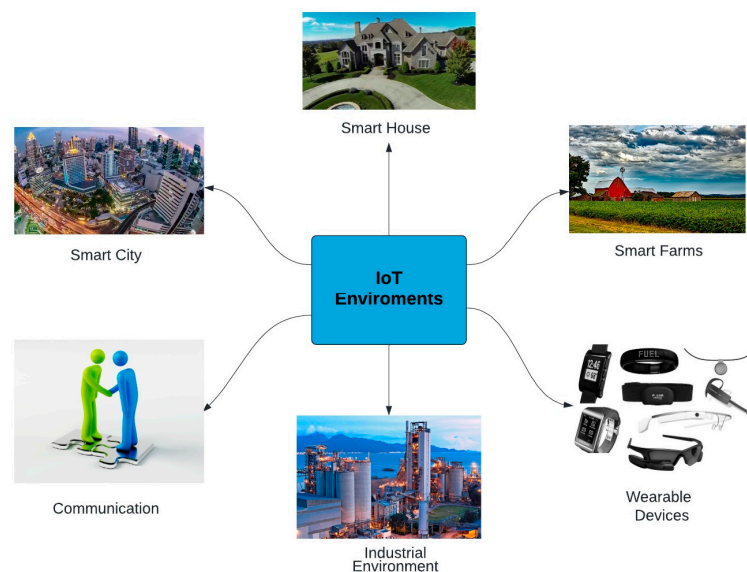 Smart House
Smart City
Smart Farms
IoT
Enviroments
12:46
FUEL
Communication
Industrial
Environment
Wearable
Devices